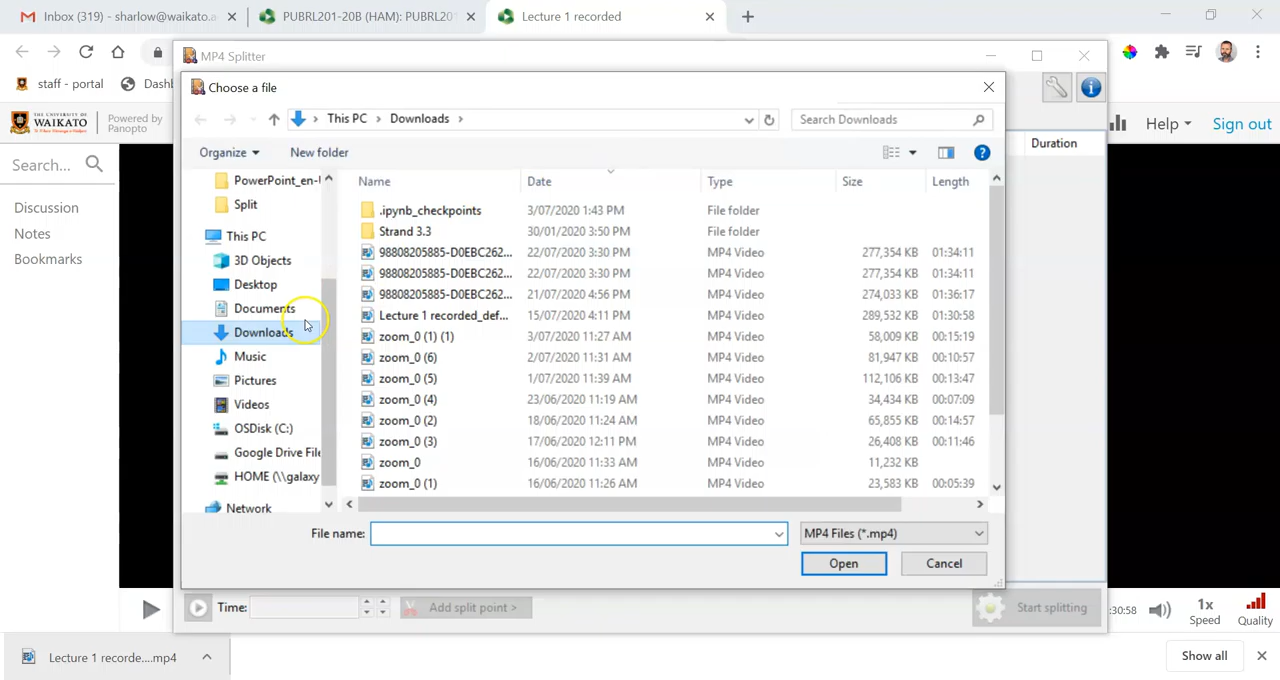 Inbox (319) - sharlow@waikato.a
PUBRL201-20B (HAM): PUBRL201
Lecture 1 recorded
staff - portal
Dashb
MP4 Splitter
Choose a file
THE UNIVERSITY OF
WAIKATO
Powered by
Panopto
This PC > Downloads >
Search Downloads
Help
Sign out
Search...
Organize
New folder
Duration
Discussion
Notes
Bookmarks
PowerPoint_en-U
Split
This PC
3D Objects
Desktop
Documents
Downloads
Music
Pictures
Videos
OSDisk (C:)
Google Drive File
HOME (\\galaxy
Network
Name Date Type Size Length
.ipynb_checkpoints 3/07/2020 1:43 PM File folder
Strand 3.3 30/01/2020 3:50 PM File folder
98808205885-D0EBC262... 22/07/2020 3:30 PM MP4 Video 277,354 KB 01:34:11
98808205885-D0EBC262... 22/07/2020 3:30 PM MP4 Video 277,354 KB 01:34:11
98808205885-D0EBC262... 21/07/2020 4:56 PM MP4 Video 274,033 KB 01:36:17
Lecture 1 recorded_def... 15/07/2020 4:11 PM MP4 Video 289,532 KB 01:30:58
zoom_0 (1) (1) 3/07/2020 11:27 AM MP4 Video 58,009 KB 00:15:19
zoom_0 (6) 2/07/2020 11:31 AM MP4 Video 81,947 KB 00:10:57
zoom_0 (5) 1/07/2020 11:39 AM MP4 Video 112,106 KB 00:13:47
zoom_0 (4) 23/06/2020 11:19 AM MP4 Video 34,434 KB 00:07:09
zoom_0 (2) 18/06/2020 11:24 AM MP4 Video 65,855 KB 00:14:57
zoom_0 (3) 17/06/2020 12:11 PM MP4 Video 26,408 KB 00:11:46
zoom_0 16/06/2020 11:33 AM MP4 Video 11,232 KB
zoom_0 (1) 16/06/2020 11:26 AM MP4 Video 23,583 KB 00:05:39
File name:
MP4 Files (*.mp4)
Open
Cancel
Time:
Add split point >
Start splitting
:30:58
1x
Speed
Quality
Lecture 1 recorde....mp4
Show all